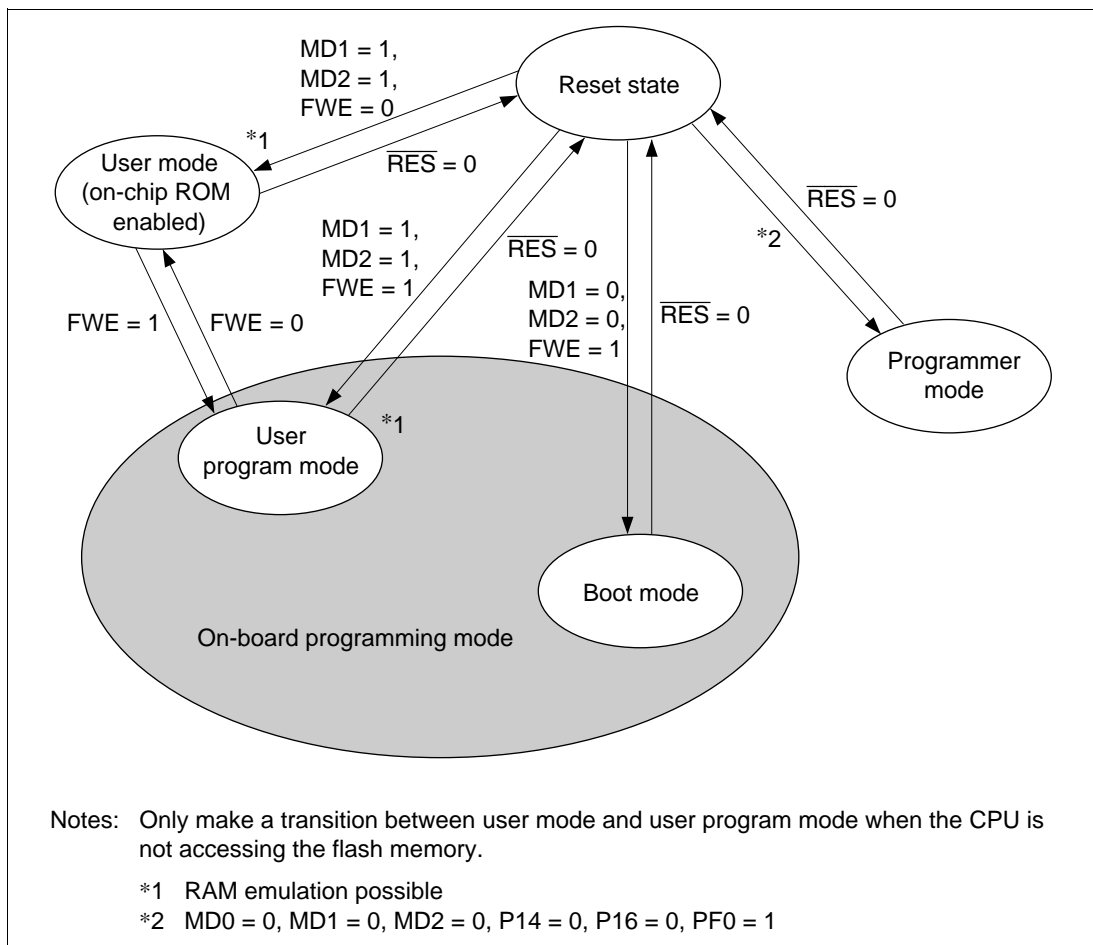 MD1 = 1,
MD2 = 1,
FWE = 0
Reset state
*1
RES = 0
User mode
(on-chip ROM
enabled)
RES = 0
*2
MD1 = 1,
MD2 = 1,
FWE = 1
RES = 0
MD1 = 0,
MD2 = 0,
FWE = 1
RES = 0
FWE = 1
FWE = 0
Programmer
mode
*1
User
program mode
Boot mode
On-board programming mode
Notes: Only make a transition between user mode and user program mode when the CPU is
not accessing the flash memory.
*1 RAM emulation possible
*2 MD0 = 0, MD1 = 0, MD2 = 0, P14 = 0, P16 = 0, PF0 = 1